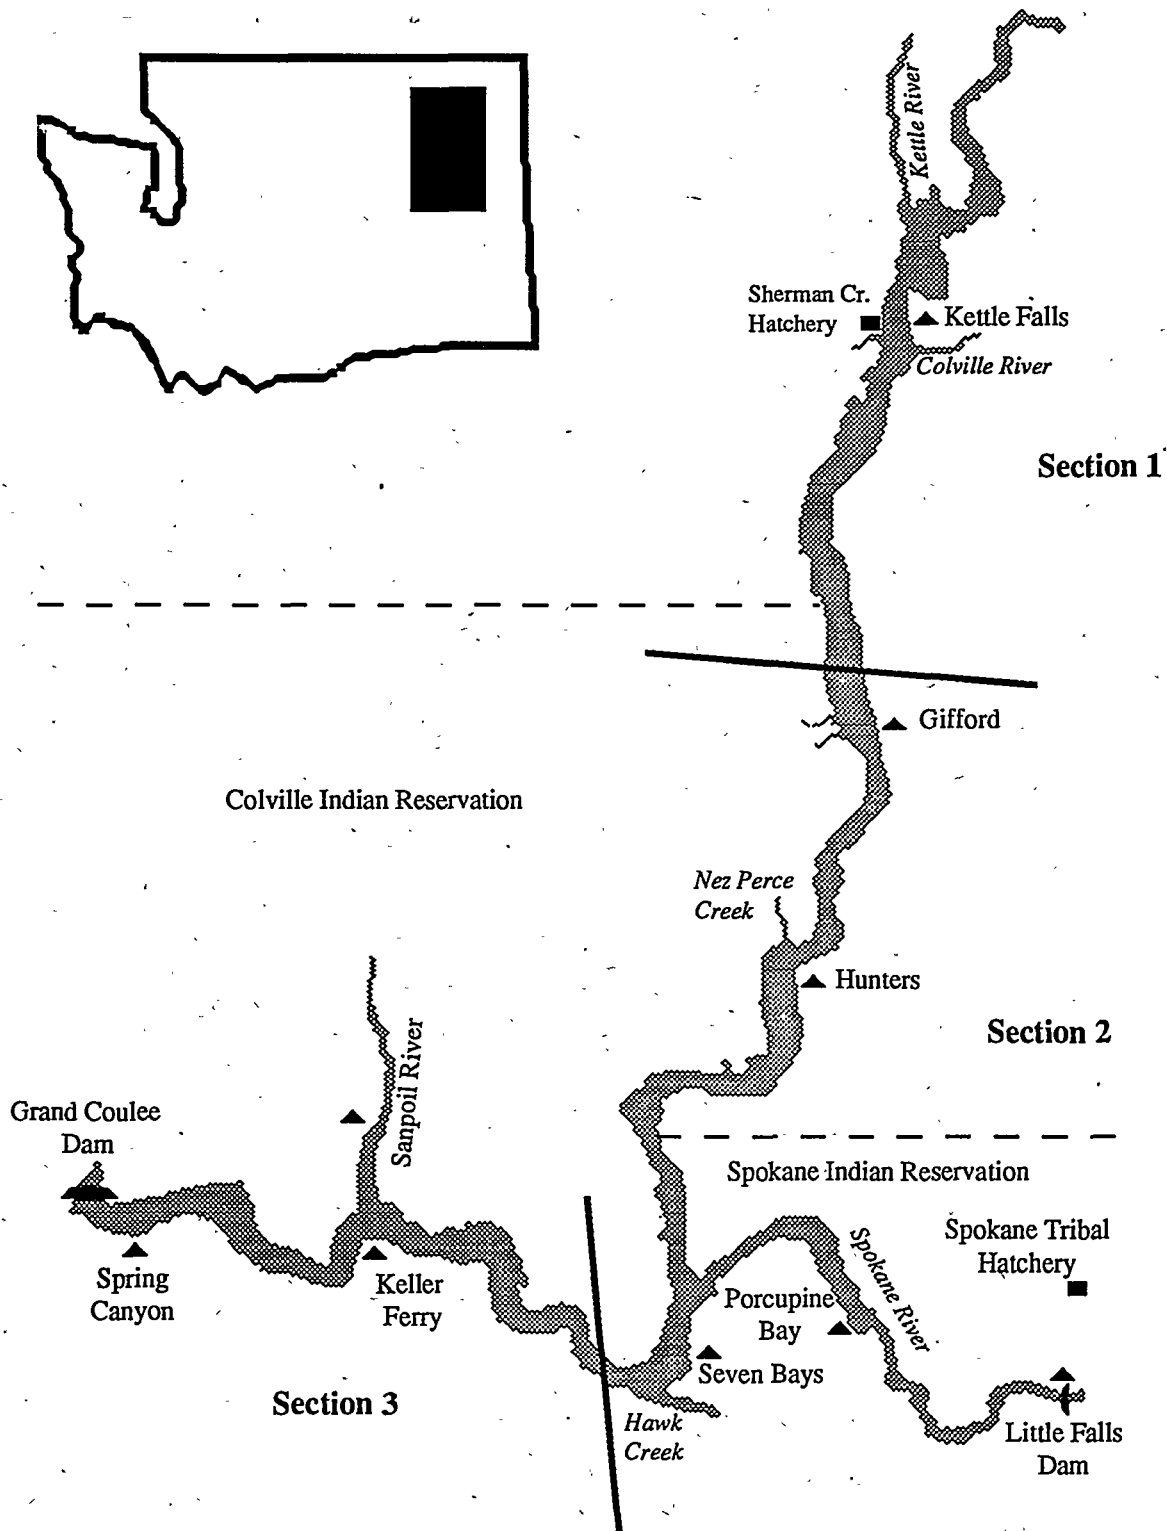 Kettle River
Sherman Cr.
Hatchery
Kettle Falls
Colville River
Section 1
Gifford
Colville Indian Reservation
Nez Perce
Creek
Hunters
Section 2
Sanpoil River
Grand Coulee
Dam
Spokane Indian Reservation
Spokane Tribal
Hatchery
Spokane River
Spring
Canyon
Keller
Ferry
Porcupine
Bay
Seven Bays
Section 3
Hawk
Creek
Little Falls
Dam